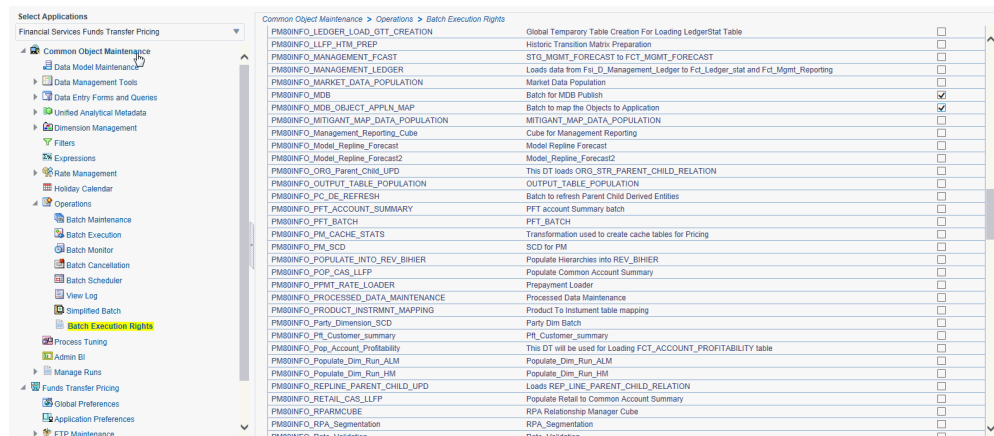 Select Applications
Financial Services Funds Transfer Pricing
Common Object Maintenance
Data Model Maintenance
Data Management Tools
Data Entry Forms and Queries
Unified Analytical Metadata
Dimension Management
Filters
Expressions
Rate Management
Holiday Calendar
Operations
Batch Maintenance
Batch Execution
Batch Monitor
Batch Cancellation
Batch Scheduler
View Log
Simplified Batch
Batch Execution Rights
Process Tuning
Admin BI
Manage Runs
Funds Transfer Pricing
Global Preferences
Application Preferences
FTP Maintenance
Common Object Maintenance > Operations > Batch Execution Rights
PM80INFO_LEDGER_LOAD_GTT_CREATION Global Temparory Table Creation For Loading LedgerStat Table
PM80INFO_LLFP_HTM_PREP Historic Transition Matrix Preparation
PM80INFO_MANAGEMENT_FCAST STG_MGMT_FORECAST to FCT_MGMT_FORECAST
PM80INFO_MANAGEMENT_LEDGER Loads data from Fsi_D_Management_Ledger to Fct_Ledger_stat and Fct_Mgmt_Reporting
PM80INFO_MARKET_DATA_POPULATION Market Data Population
PM80INFO_MDB Batch for MDB Publish
PM80INFO_MDB_OBJECT_APPLN_MAP Batch to map the Objects to Application
PM80INFO_MITIGANT_MAP_DATA_POPULATION MITIGANT_MAP_DATA_POPULATION
PM80INFO_Management_Reporting_Cube Cube for Management Reporting
PM80INFO_Model_Repline_Forecast Model Repline Forecast
PM80INFO_Model_Repline_Forecast2 Model_Repline_Forecast2
PM80INFO_ORG_Parent_Child_UPD This DT loads ORG_STR_PARENT_CHILD_RELATION
PM80INFO_OUTPUT_TABLE_POPULATION OUTPUT_TABLE_POPULATION
PM80INFO_PC_DE_REFRESH Batch to refresh Parent Child Derived Entities
PM80INFO_PFT_ACCOUNT_SUMMARY PFT account Summary batch
PM80INFO_PFT_BATCH PFT_BATCH
PM80INFO_PM_CACHE_STATS Transformation used to create cache tables for Pricing
PM80INFO_PM_SCD SCD for PM
PM80INFO_POPULATE_INTO_REV_BIHIER Populate Hierarchies into REV_BIHIER
PM80INFO_POP_CAS_LLFP Populate Common Account Summary
PM80INFO_PPMT_RATE_LOADER Prepayment Loader
PM80INFO_PROCESSED_DATA_MAINTENANCE Processed Data Maintenance
PM80INFO_PRODUCT_INSTRMNT_MAPPING Product To Instument table mapping
PM80INFO_Party_Dimension_SCD Party Dim Batch
PM80INFO_Pft_Customer_summary Pft_Customer_summary
PM80INFO_Pop_Account_Profitability This DT will be used for Loading FCT_ACCOUNT_PROFITABILITY table
PM80INFO_Populate_Dim_Run_ALM Populate_Dim_Run_ALM
PM80INFO_Populate_Dim_Run_HM Populate_Dim_Run_HM
PM80INFO_REPLINE_PARENT_CHILD_UPD Loads REP_LINE_PARENT_CHILD_RELATION
PM80INFO_RETAIL_CAS_LLFP Populate Retail to Common Account Summary
PM80INFO_RPARMCUBE RPA Relationship Manager Cube
PM80INFO_RPA_Segmentation RPA_Segmentation
PM80INFO_Rate_Validation Rate_Validation